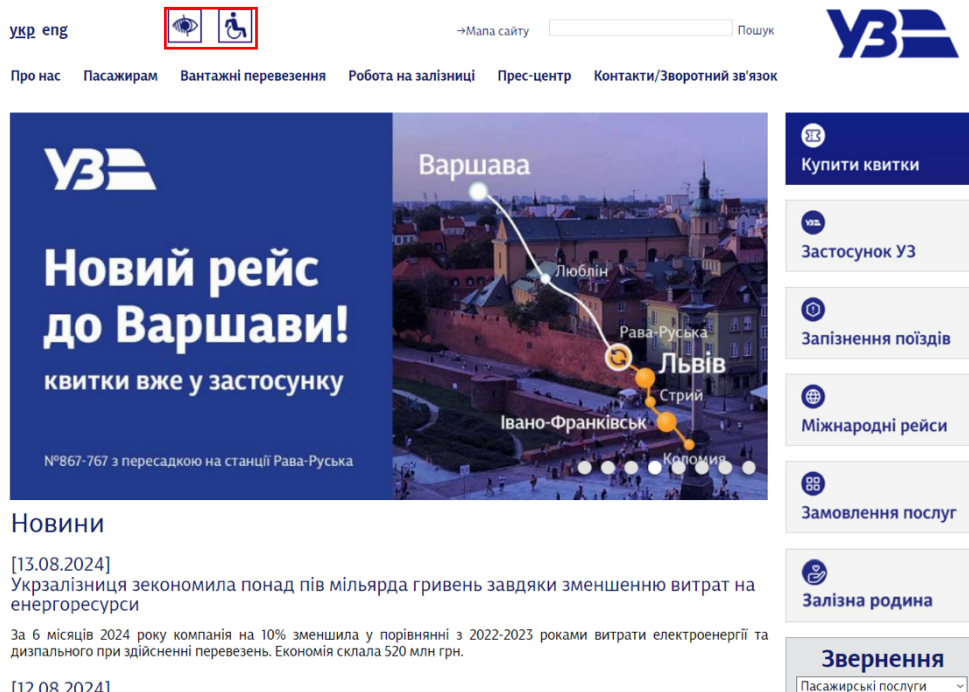 укр eng
→Мапа сайту
Пошук
УЗ
Про нас Пасажирам Вантажні перевезення Робота на залізниці Прес-центр Контакти/Зворотний зв'язок
УЗ
Новий рейс
до Варшави!
квитки вже у застосунку
№867-767 з пересадкою на станції Рава-Руська
Варшава
Люблін
Рава-Руська
Львів
Стрий
Івано-Франківськ
Коломия
Купити квитки
УЗ
Застосунок УЗ
Запізнення поїздів
Міжнародні рейси
Замовлення послуг
Залізна родина
Звернення
Пасажирські послуги
Новини
[13.08.2024]
Укрзалізниця зекономила понад пів мільярда гривень завдяки зменшенню витрат на
енергоресурси
За 6 місяців 2024 року компанія на 10% зменшила у порівнянні з 2022-2023 роками витрати електроенергії та
дизпального при здійсненні перевезень. Економія склала 520 млн грн.
[12.08.2024]